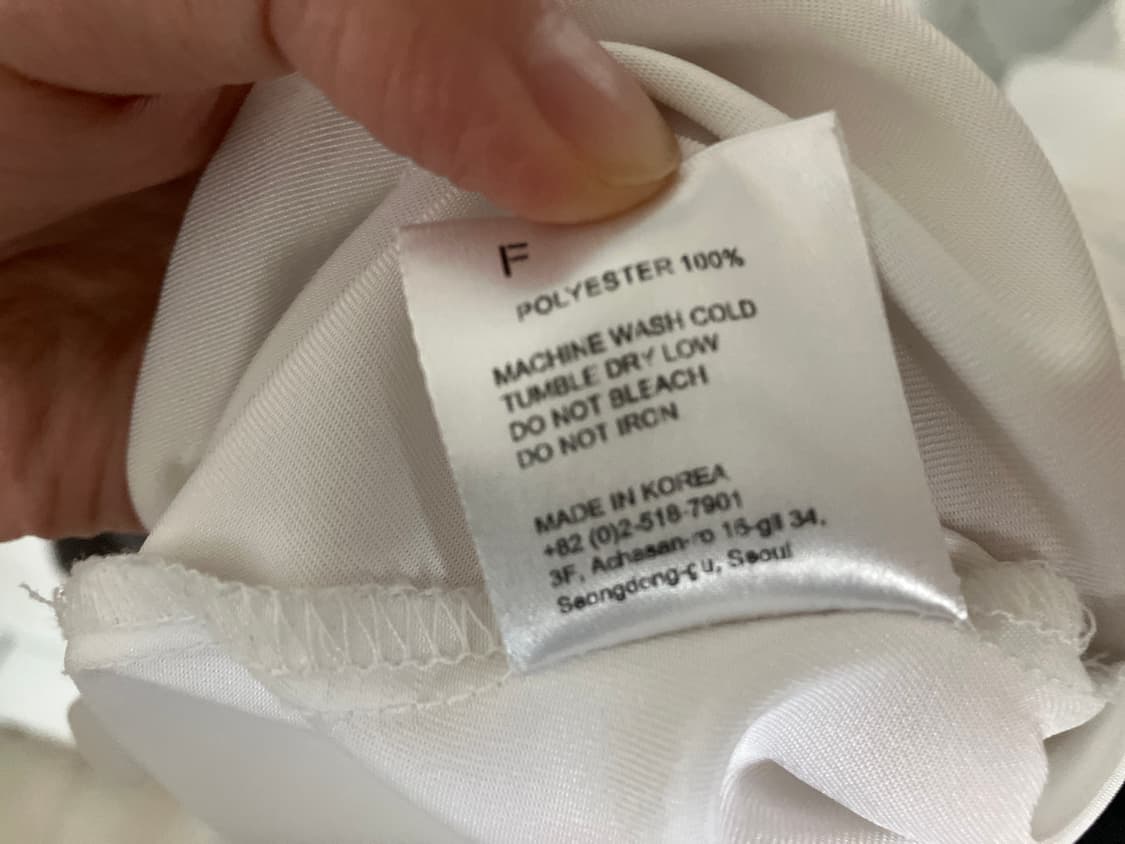 F
POLYESTER 100%
MACHINE WASH COLD
TUMBLE DRY LOW
DO NOT BLEACH
DO NOT IRON
MADE IN KOREA
+82 (0)2-518-7901
3F, Achasan-ro 15-gil 34,
Seongdong-gu, Seoul